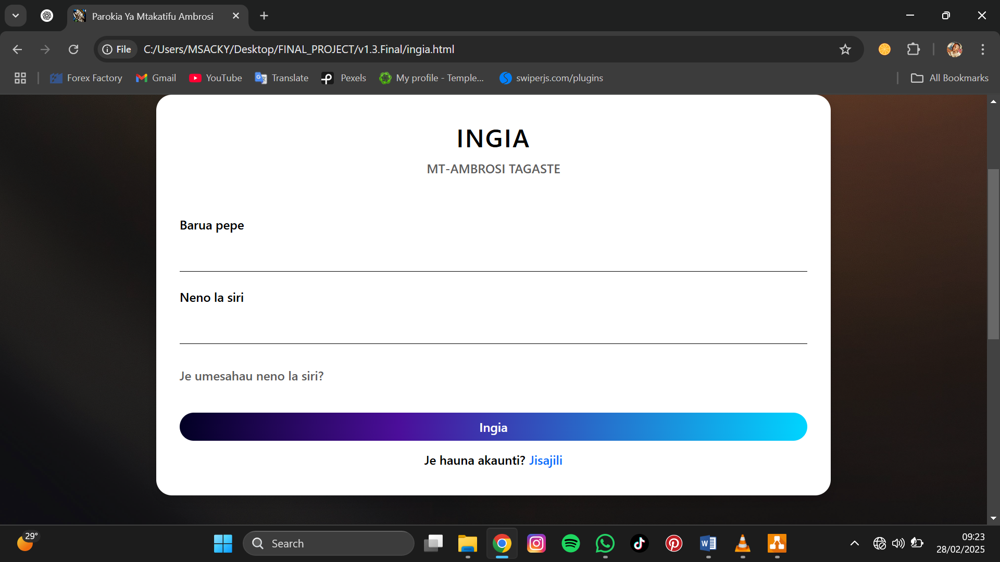 Parokia Ya Mtakatifu Ambrosi
File
C:/Users/MSACKY/Desktop/FINAL_PROJECT/v1.3.Final/ingia.html
Forex Factory
Gmail
YouTube
Translate
Pexels
My profile - Temple...
swiperjs.com/plugins
All Bookmarks
INGIA
MT-AMBROSI TAGASTE
Barua pepe
Neno la siri
Je umesahau neno la siri?
Ingia
Je hauna akaunti? Jisajili
29°
Search
09:23
28/02/2025